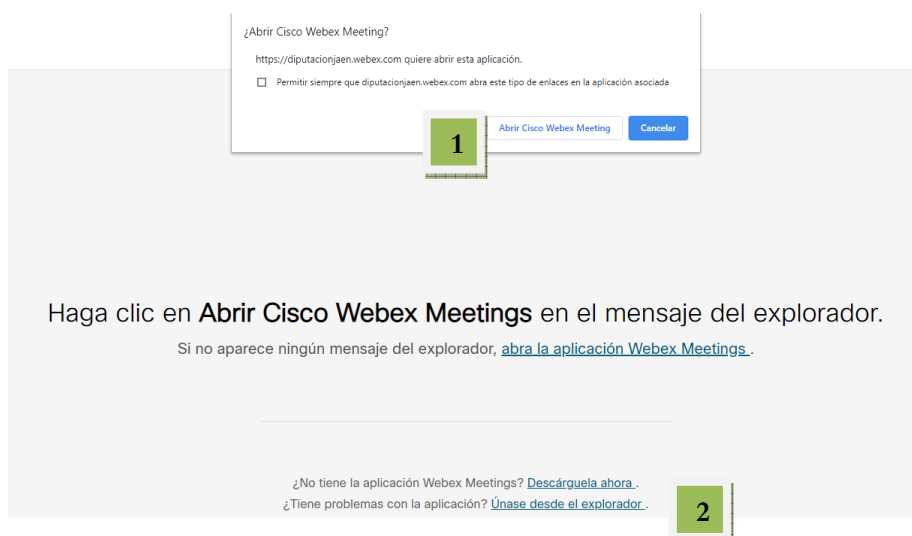 ¿Abrir Cisco Webex Meeting?
https://diputacionjaen.webex.com quiere abrir esta aplicación.
Permitir siempre que diputacionjaen.webex.com abra este tipo de enlaces en la aplicación asociada
1
Abrir Cisco Webex Meeting Cancelar
Haga clic en Abrir Cisco Webex Meetings en el mensaje del explorador.
Si no aparece ningún mensaje del explorador, abra la aplicación Webex Meetings .
¿No tiene la aplicación Webex Meetings? Descárguela ahora .
¿Tiene problemas con la aplicación? Únase desde el explorador .
2